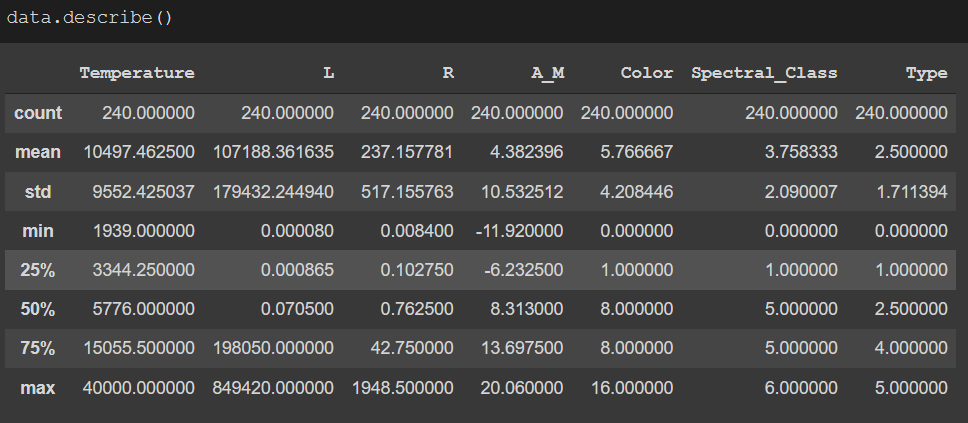 data.describe()
Temperature L R A_M Color Spectral_Class Type
count 240.000000 240.000000 240.000000 240.000000 240.000000 240.000000 240.000000
mean 10497.462500 107188.361635 237.157781 4.382396 5.766667 3.758333 2.500000
std 9552.425037 179432.244940 517.155763 10.532512 4.208446 2.090007 1.711394
min 1939.000000 0.000080 0.008400 -11.920000 0.000000 0.000000 0.000000
25% 3344.250000 0.000865 0.102750 -6.232500 1.000000 1.000000 1.000000
50% 5776.000000 0.070500 0.762500 8.313000 8.000000 5.000000 2.500000
75% 15055.500000 198050.000000 42.750000 13.697500 8.000000 5.000000 4.000000
max 40000.000000 849420.000000 1948.500000 20.060000 16.000000 6.000000 5.000000